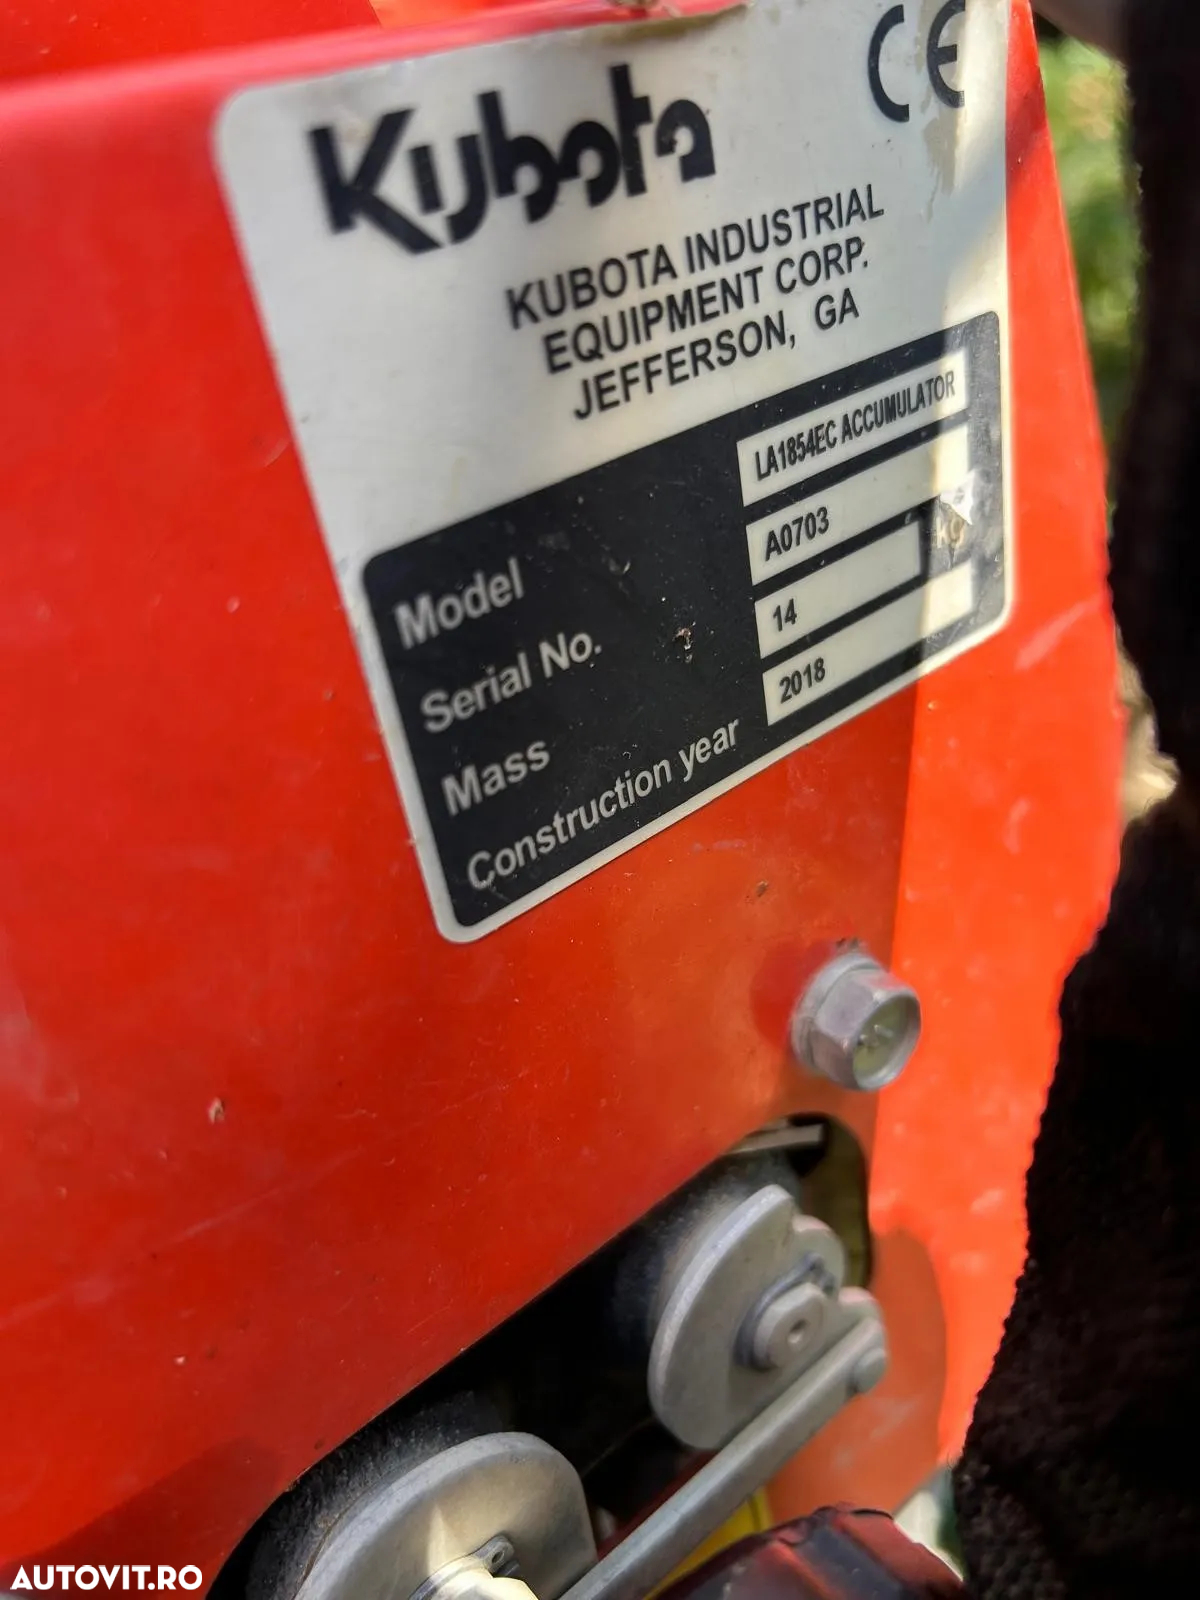 Kubota
CE
KUBOTA INDUSTRIAL
EQUIPMENT CORP.
JEFFERSON, GA
Model LA1854EC ACCUMULATOR
Serial No. A0703
Mass 14 kg
Construction year 2018
AUTOVIT.RO